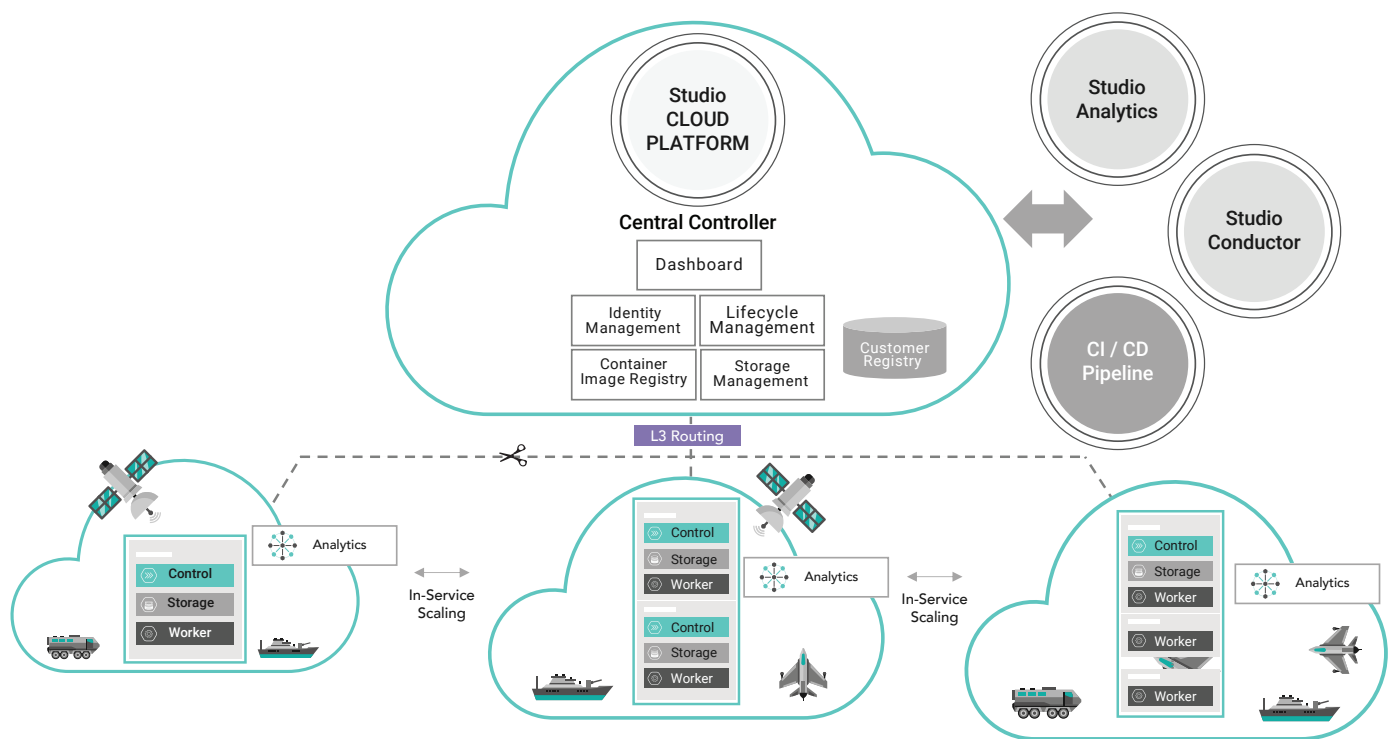 Studio
CLOUD
PLATFORM
Central Controller
Dashboard
Identity
Management
Lifecycle
Management
Container
Image Registry
Storage
Management
Customer
Registry
Studio
Analytics
Studio
Conductor
CI / CD
Pipeline
L3 Routing
Control
Storage
Worker
Analytics
In-Service
Scaling
Control
Storage
Worker
Control
Storage
Worker
Analytics
In-Service
Scaling
Control
Storage
Worker
Worker
Worker
Analytics